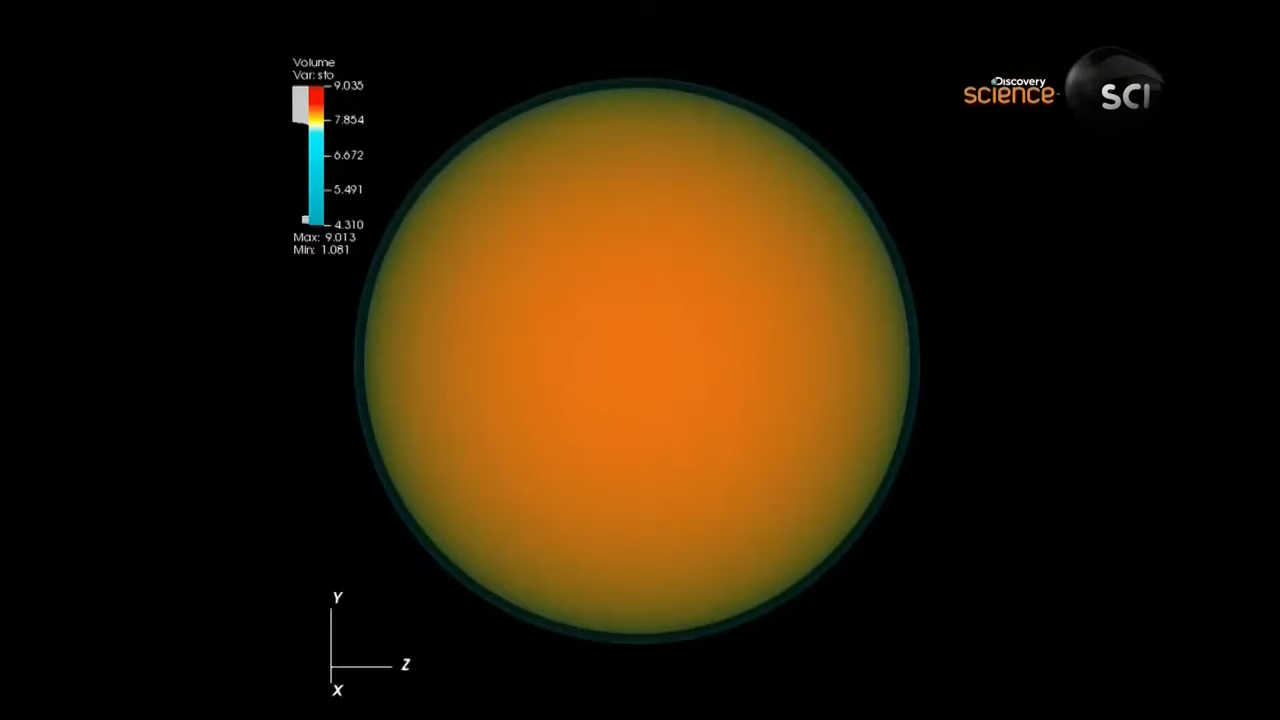 Volume
Var: sto
9.035
7.854
6.672
5.491
4.310
Max: 9.013
Min: 1.081
Discovery
science
SCI
Y
Z
X